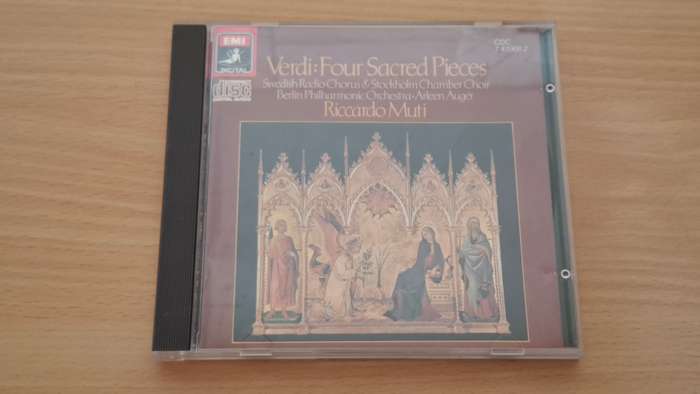 EMI
DIGITAL
disc
Verdi: Four Sacred Pieces
Swedish Radio Chorus & Stockholm Chamber Choir
Berlin Philharmonic Orchestra · Arleen Augér
Riccardo Muti
CDC